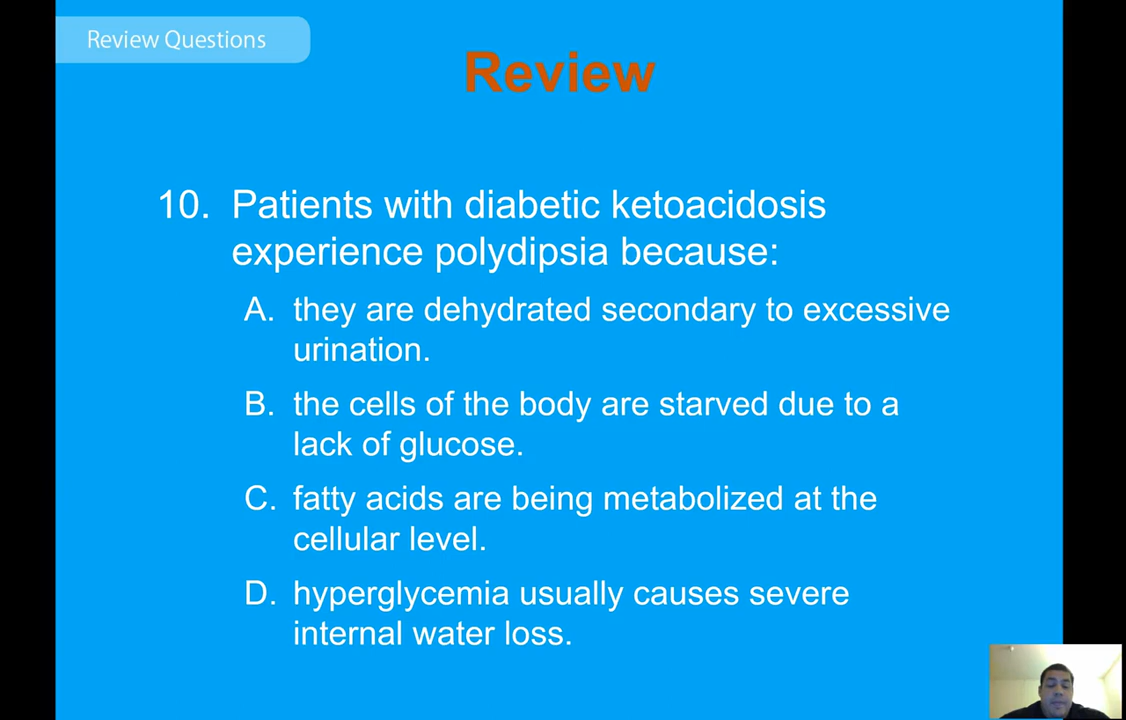 Review Questions
Review
10. Patients with diabetic ketoacidosis
experience polydipsia because:
A. they are dehydrated secondary to excessive
urination.
B. the cells of the body are starved due to a
lack of glucose.
C. fatty acids are being metabolized at the
cellular level.
D. hyperglycemia usually causes severe
internal water loss.